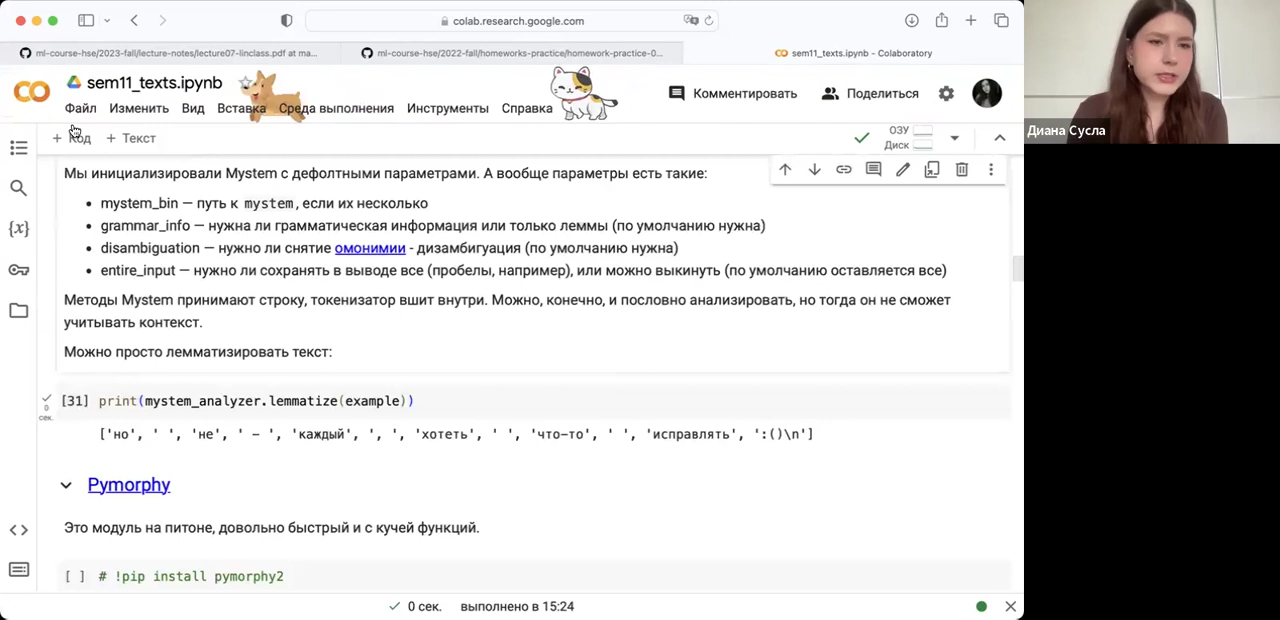 colab.research.google.com
ml-course-hse/2023-fall/lecture-notes/lecture07-linclass.pdf at ma...
ml-course-hse/2022-fall/homeworks-practice/homework-practice-0...
sem11_texts.ipynb - Colaboratory
sem11_texts.ipynb
Файл Изменить Вид Вставка Среда выполнения Инструменты Справка
Комментировать
Поделиться
+ Код + Текст
ОЗУ
Диск
Мы инициализировали Mystem с дефолтными параметрами. А вообще параметры есть такие:
• mystem_bin — путь к mystem, если их несколько
• grammar_info — нужна ли грамматическая информация или только леммы (по умолчанию нужна)
• disambiguation — нужно ли снятие омонимии - дизамбигуация (по умолчанию нужна)
• entire_input — нужно ли сохранять в выводе все (пробелы, например), или можно выкинуть (по умолчанию оставляется все)
Методы Mystem принимают строку, токенизатор вшит внутри. Можно, конечно, и пословно анализировать, но тогда он не сможет
учитывать контекст.
Можно просто лемматизировать текст:
0
сек.
[31] print(mystem_analyzer.lemmatize(example))
['но', ' ', 'не', ' - ', 'каждый', ', ', 'хотеть', ' ', 'что-то', ' ', 'исправлять', ':()\n']
Pymorphy
Это модуль на питоне, довольно быстрый и с кучей функций.
[ ] # !pip install pymorphy2
0 сек. выполнено в 15:24
Диана Сусла